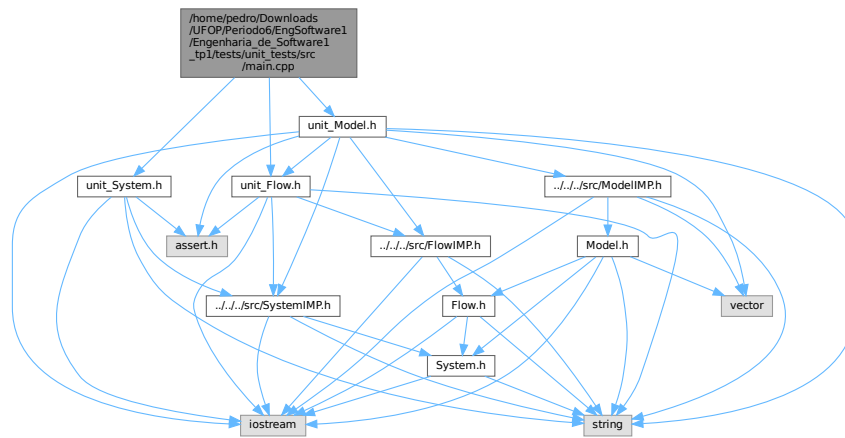 /home/pedro/Downloads
/UFOP/Periodo6/EngSoftware1
/Engenharia_de_Software1
_tp1/tests/unit_tests/src
/main.cpp
unit_Model.h
unit_System.h
unit_Flow.h
../../../src/ModelIMP.h
assert.h
../../../src/FlowIMP.h
Model.h
../../../src/SystemIMP.h
Flow.h
vector
System.h
iostream
string